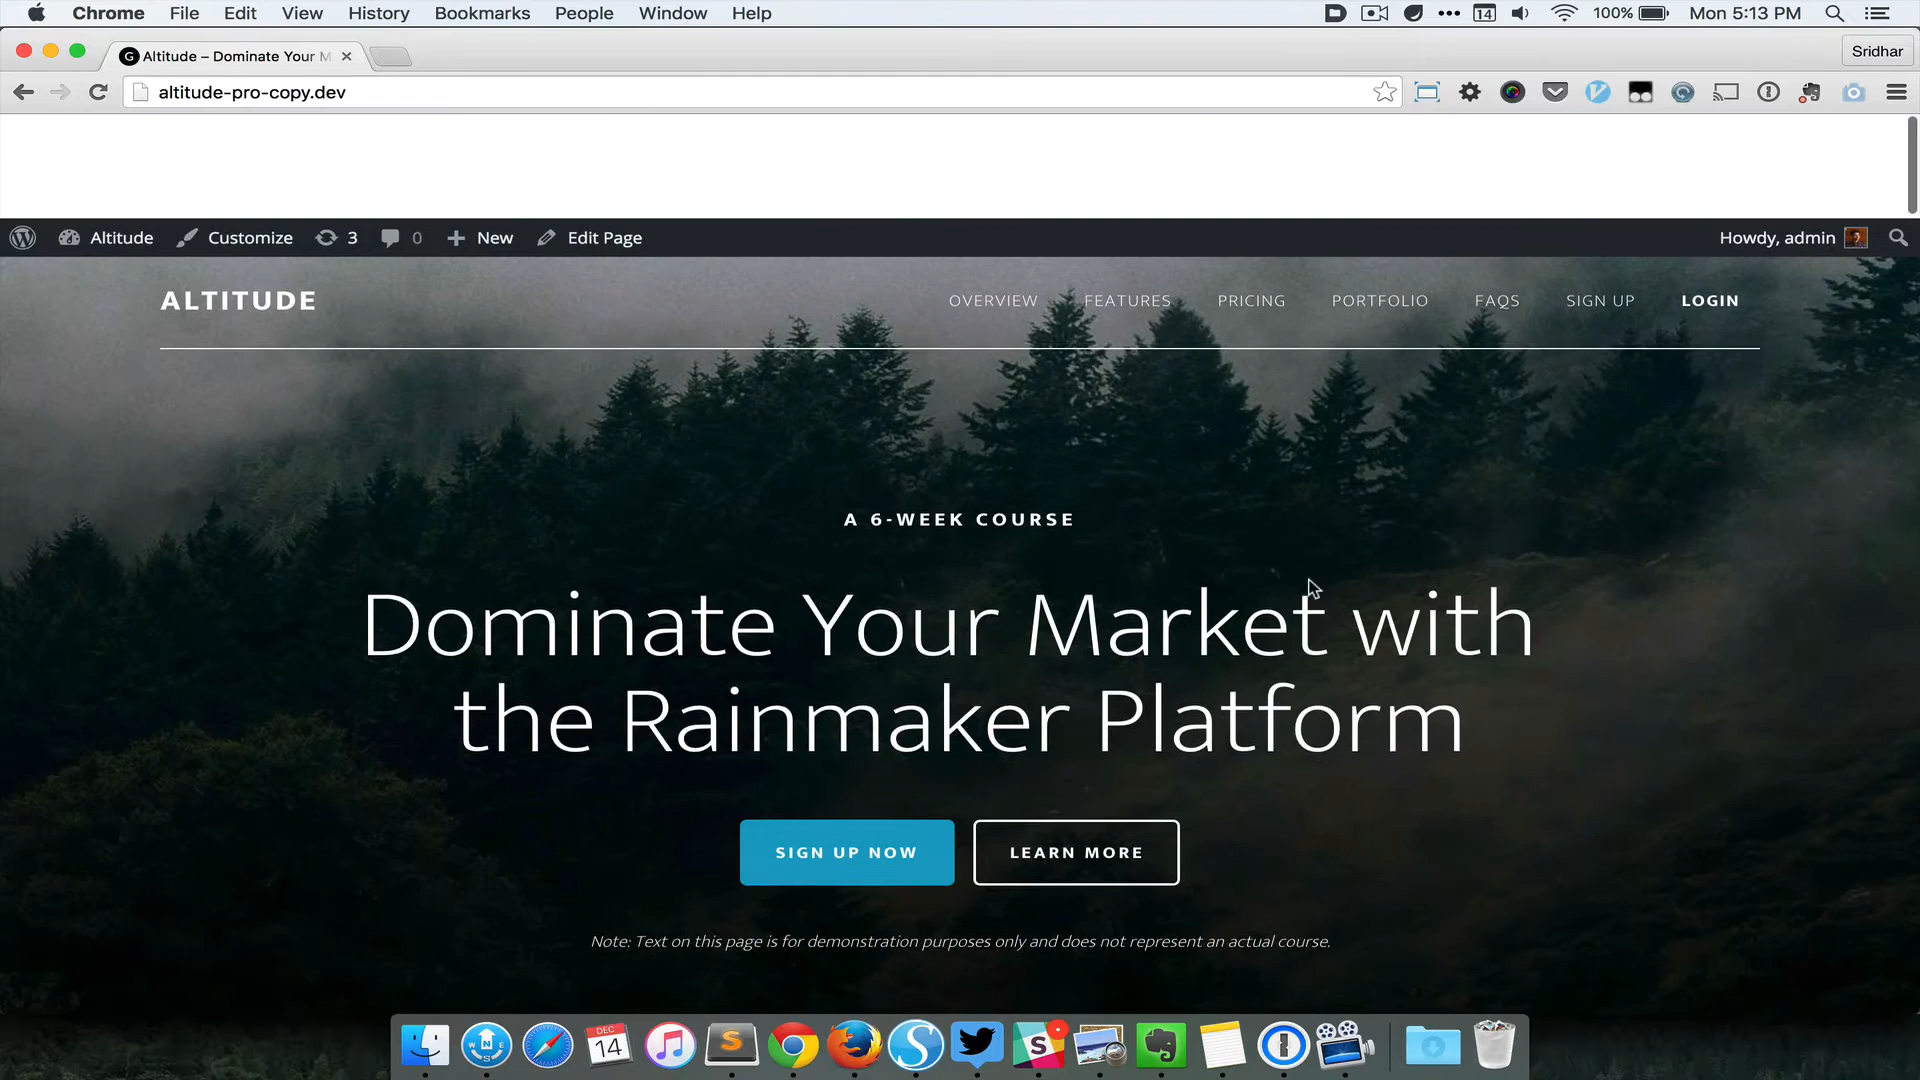 Chrome File Edit View History Bookmarks People Window Help 14 100% Mon 5:13 PM
Altitude – Dominate Your M
Sridhar
altitude-pro-copy.dev
Altitude Customize 3 0 New Edit Page Howdy, admin
ALTITUDE OVERVIEW FEATURES PRICING PORTFOLIO FAQS SIGN UP LOGIN
A 6-WEEK COURSE
Dominate Your Market with
the Rainmaker Platform
SIGN UP NOW LEARN MORE
Note: Text on this page is for demonstration purposes only and does not represent an actual course.
DEC
14